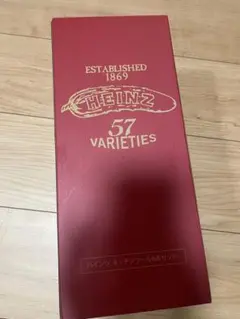 ESTABLISHED
1869
HEINZ
57
VARIETIES